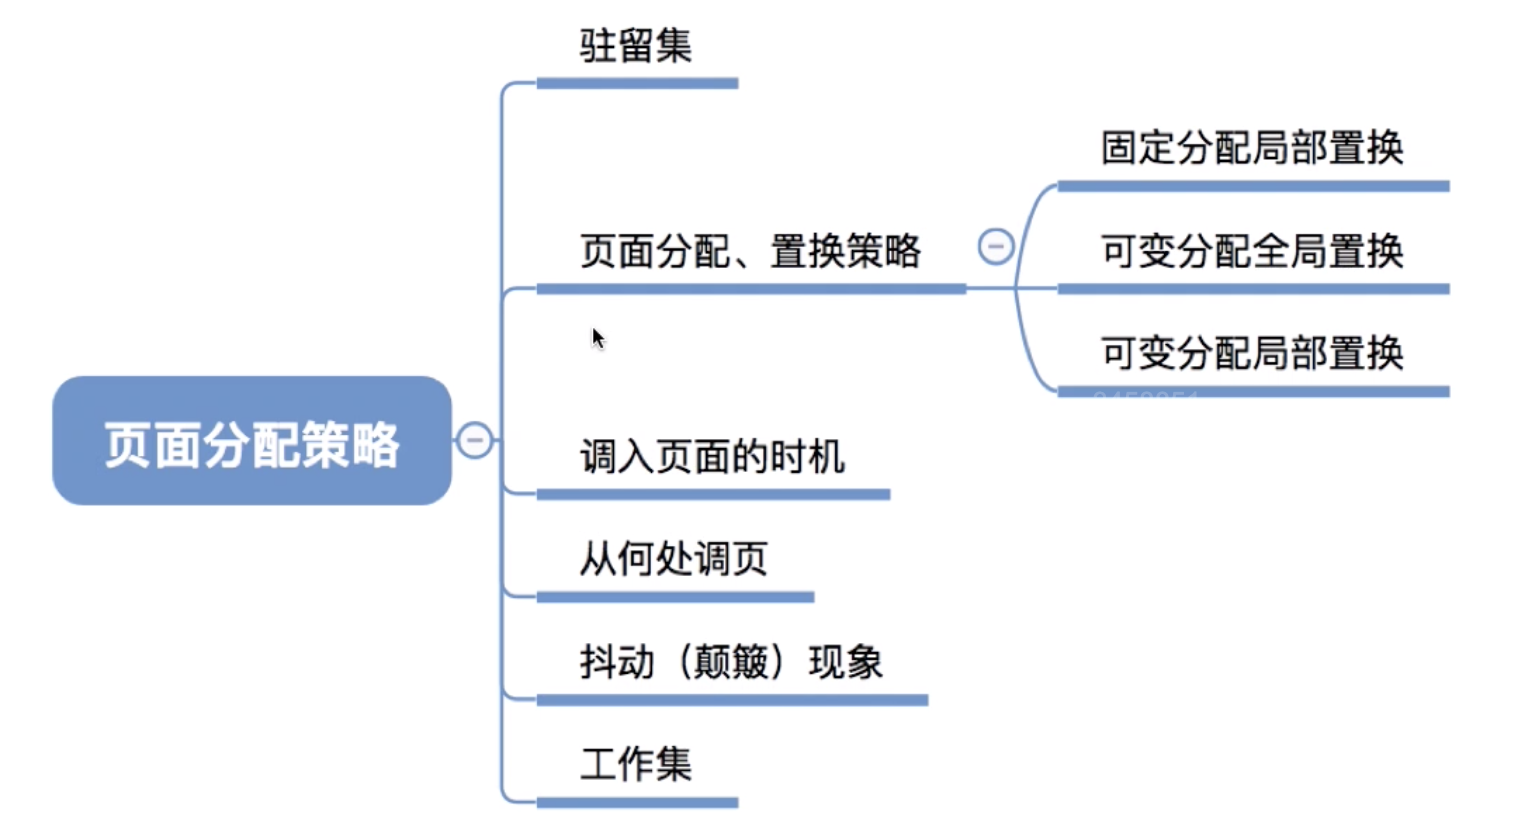 驻留集
固定分配局部置换
页面分配、置换策略
可变分配全局置换
可变分配局部置换
页面分配策略
调入页面的时机
从何处调页
抖动（颠簸）现象
工作集